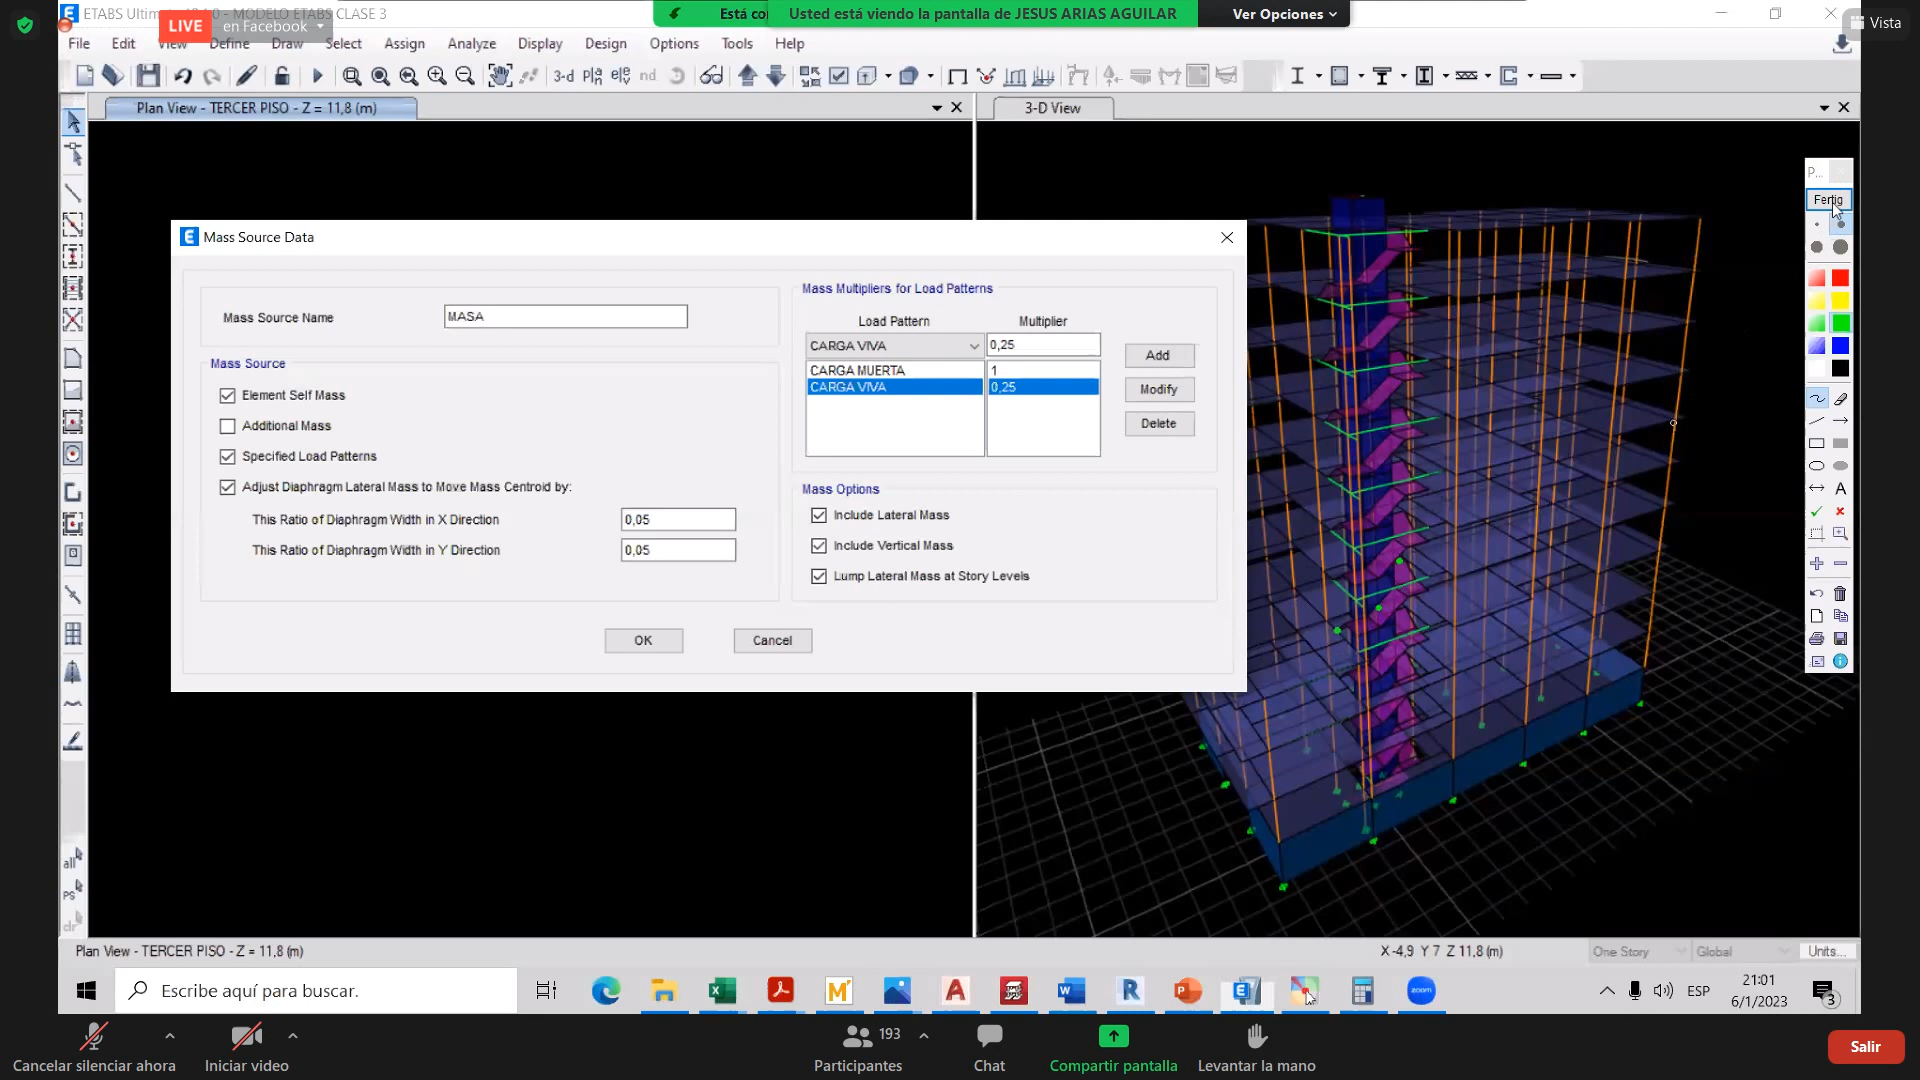 LIVE
en Facebook
Está co
Usted está viendo la pantalla de JESUS ARIAS AGUILAR
Ver Opciones
Vista
ETABS Ultim
MODELO ETABS CLASE 3
File
Edit
View
Define
Draw
Select
Assign
Analyze
Display
Design
Options
Tools
Help
3-d
nd
Plan View - TERCER PISO - Z = 11,8 (m)
3-D View
P...
Fertig
Mass Source Data
Mass Source Name
MASA
Mass Source
Element Self Mass
Additional Mass
Specified Load Patterns
Adjust Diaphragm Lateral Mass to Move Mass Centroid by:
This Ratio of Diaphragm Width in X Direction
0,05
This Ratio of Diaphragm Width in Y Direction
0,05
Mass Multipliers for Load Patterns
Load Pattern
Multiplier
CARGA VIVA
0,25
CARGA MUERTA
1
CARGA VIVA
0,25
Add
Modify
Delete
Mass Options
Include Lateral Mass
Include Vertical Mass
Lump Lateral Mass at Story Levels
OK
Cancel
A
all
PS
Plan View - TERCER PISO - Z = 11,8 (m)
X -4,9 Y 7 Z 11,8 (m)
One Story
Global
Units...
Escribe aquí para buscar.
zoom
ESP
21:01
6/1/2023
3
Cancelar silenciar ahora
Iniciar video
193
Participantes
Chat
Compartir pantalla
Levantar la mano
Salir